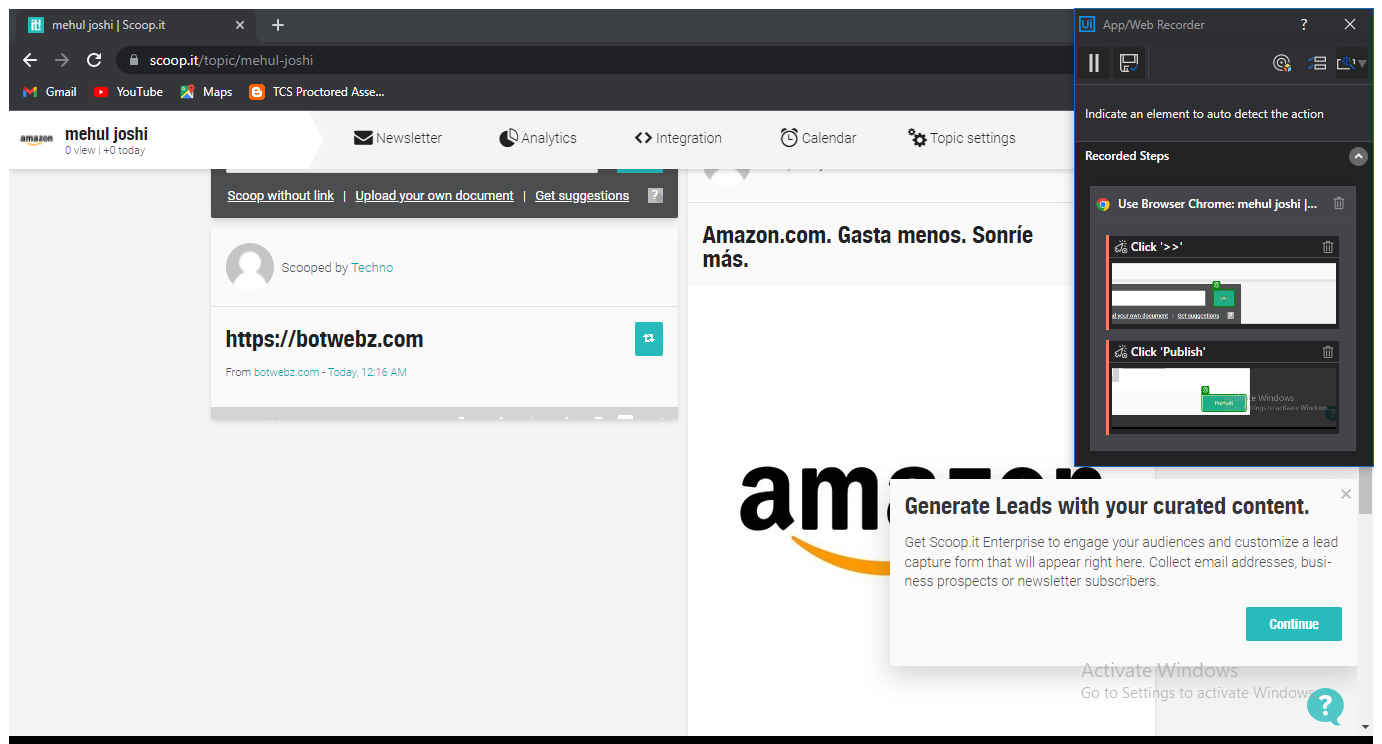 it! mehul joshi | Scoop.it
scoop.it/topic/mehul-joshi
Gmail YouTube Maps TCS Proctored Asse...
amazon
mehul joshi
0 view | +0 today
Newsletter Analytics Integration Calendar Topic settings
Scoop without link | Upload your own document | Get suggestions ?
Scooped by Techno
https://botwebz.com
From botwebz.com - Today, 12:16 AM
Amazon.com. Gasta menos. Sonríe
más.
Generate Leads with your curated content.
Get Scoop.it Enterprise to engage your audiences and customize a lead
capture form that will appear right here. Collect email addresses, busi-
ness prospects or newsletter subscribers.
Continue
Activate Windows
Go to Settings to activate Windows.
?
Ui App/Web Recorder ?
Indicate an element to auto detect the action
Recorded Steps
Use Browser Chrome: mehul joshi |...
Click '>>'
d your own document | Get suggestions ?
Click 'Publish'
Publish